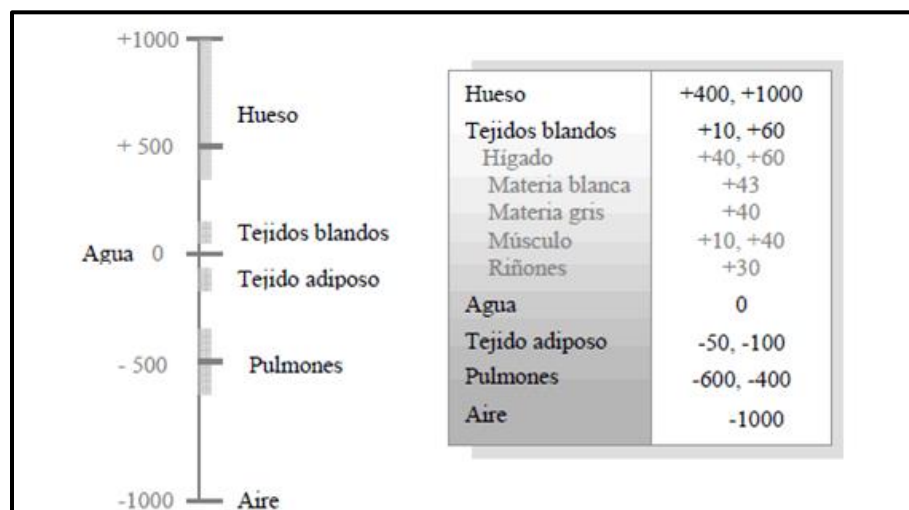 +1000
Hueso
+ 500
Tejidos blandos
Agua 0
Tejido adiposo
- 500
Pulmones
-1000 Aire
Hueso +400, +1000
Tejidos blandos +10, +60
Hígado +40, +60
Materia blanca +43
Materia gris +40
Músculo +10, +40
Riñones +30
Agua 0
Tejido adiposo -50, -100
Pulmones -600, -400
Aire -1000